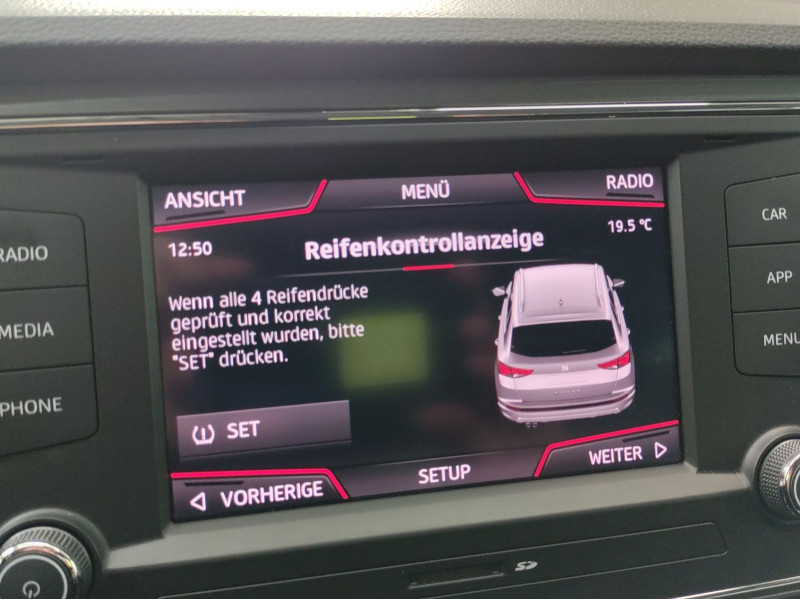 ANSICHT
MENÜ
RADIO
12:50
Reifenkontrollanzeige
19.5 °C
Wenn alle 4 Reifendrücke
geprüft und korrekt
eingestellt wurden, bitte
"SET" drücken.
SET
VORHERIGE
SETUP
WEITER
RADIO
MEDIA
PHONE
CAR
APP
MENU
SD